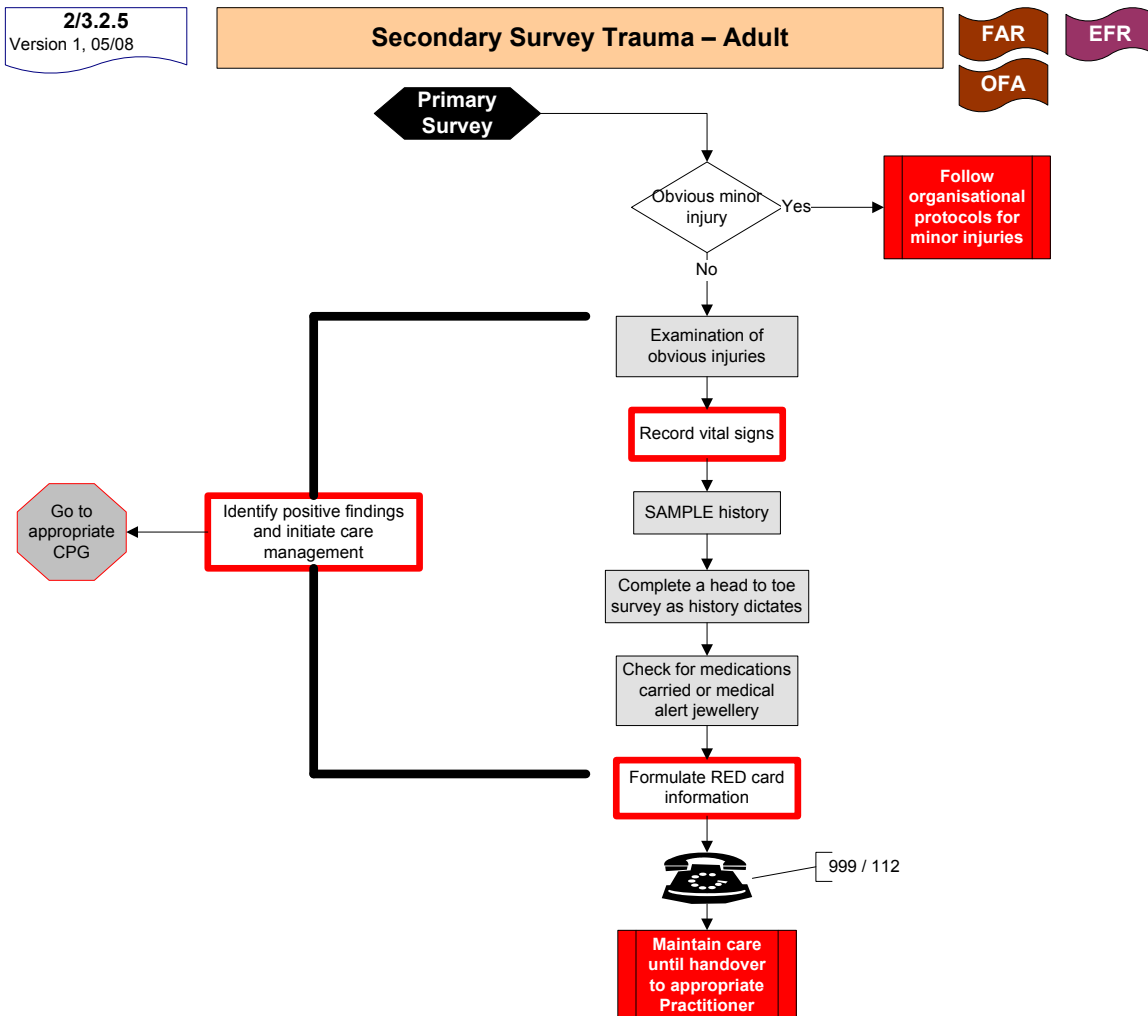 2/3.2.5
Version 1, 05/08
Secondary Survey Trauma – Adult
FAR
EFR
OFA
Primary
Survey
Obvious minor
injury
Yes
Follow
organisational
protocols for
minor injuries
No
Examination of
obvious injuries
Record vital signs
SAMPLE history
Go to
appropriate
CPG
Identify positive findings
and initiate care
management
Complete a head to toe
survey as history dictates
Check for medications
carried or medical
alert jewellery
Formulate RED card
information
999 / 112
Maintain care
until handover
to appropriate
Practitioner